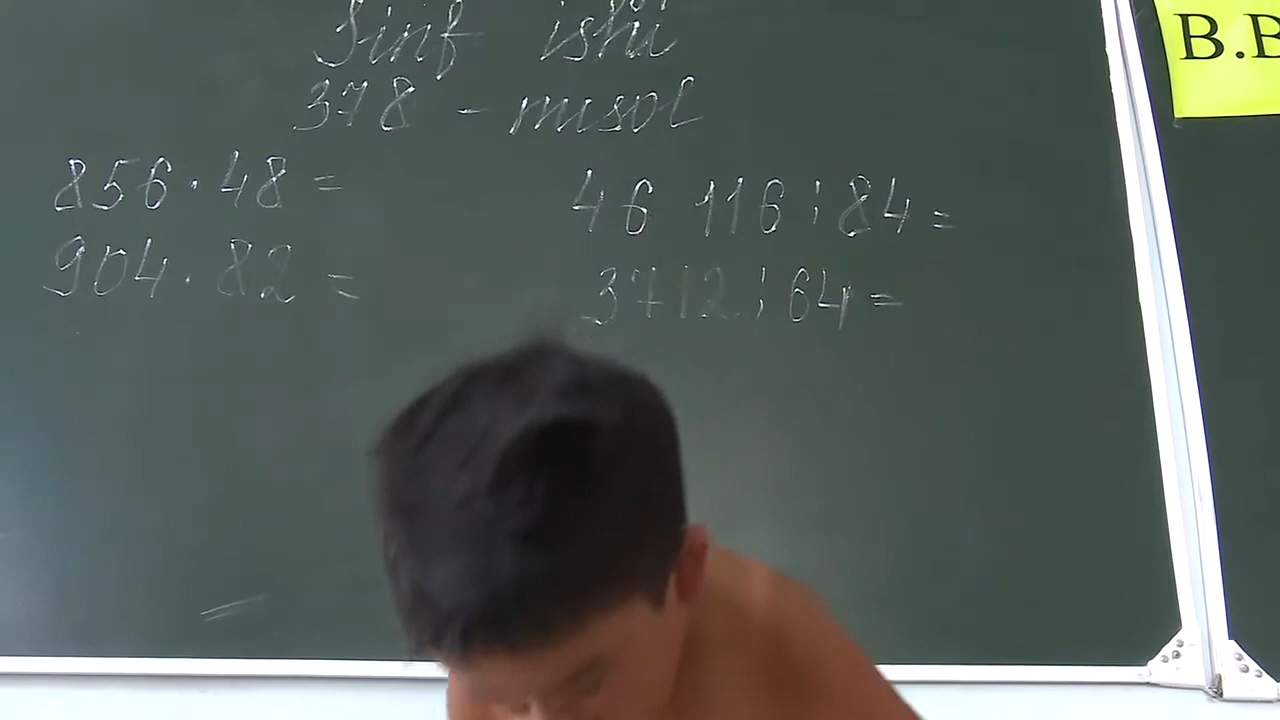 Sinf ishi
378 - misol
856 · 48 =
904 · 82 =
46 116 : 84 =
3712 : 64 =
B.B